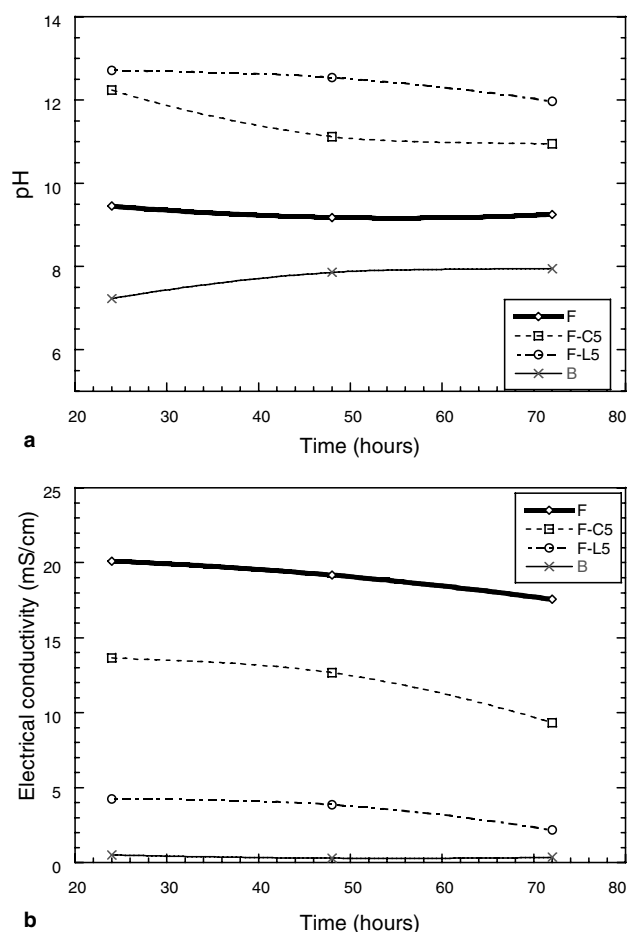 14
12
10
8
6
pH
20 30 40 50 60 70 80
F
F-C5
F-L5
B
a
Time (hours)
25
20
15
10
5
0
Electrical conductivity (mS/cm)
F
F-C5
F-L5
B
20 30 40 50 60 70 80
b
Time (hours)